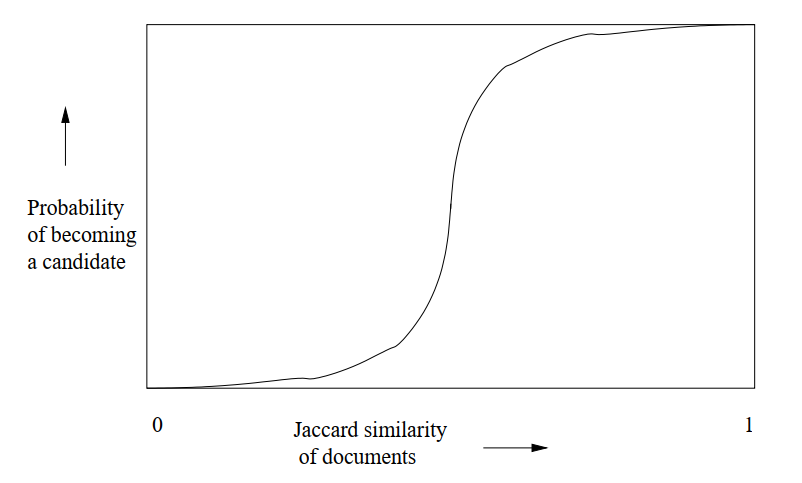 Probability
of becoming
a candidate
0
1
Jaccard similarity
of documents